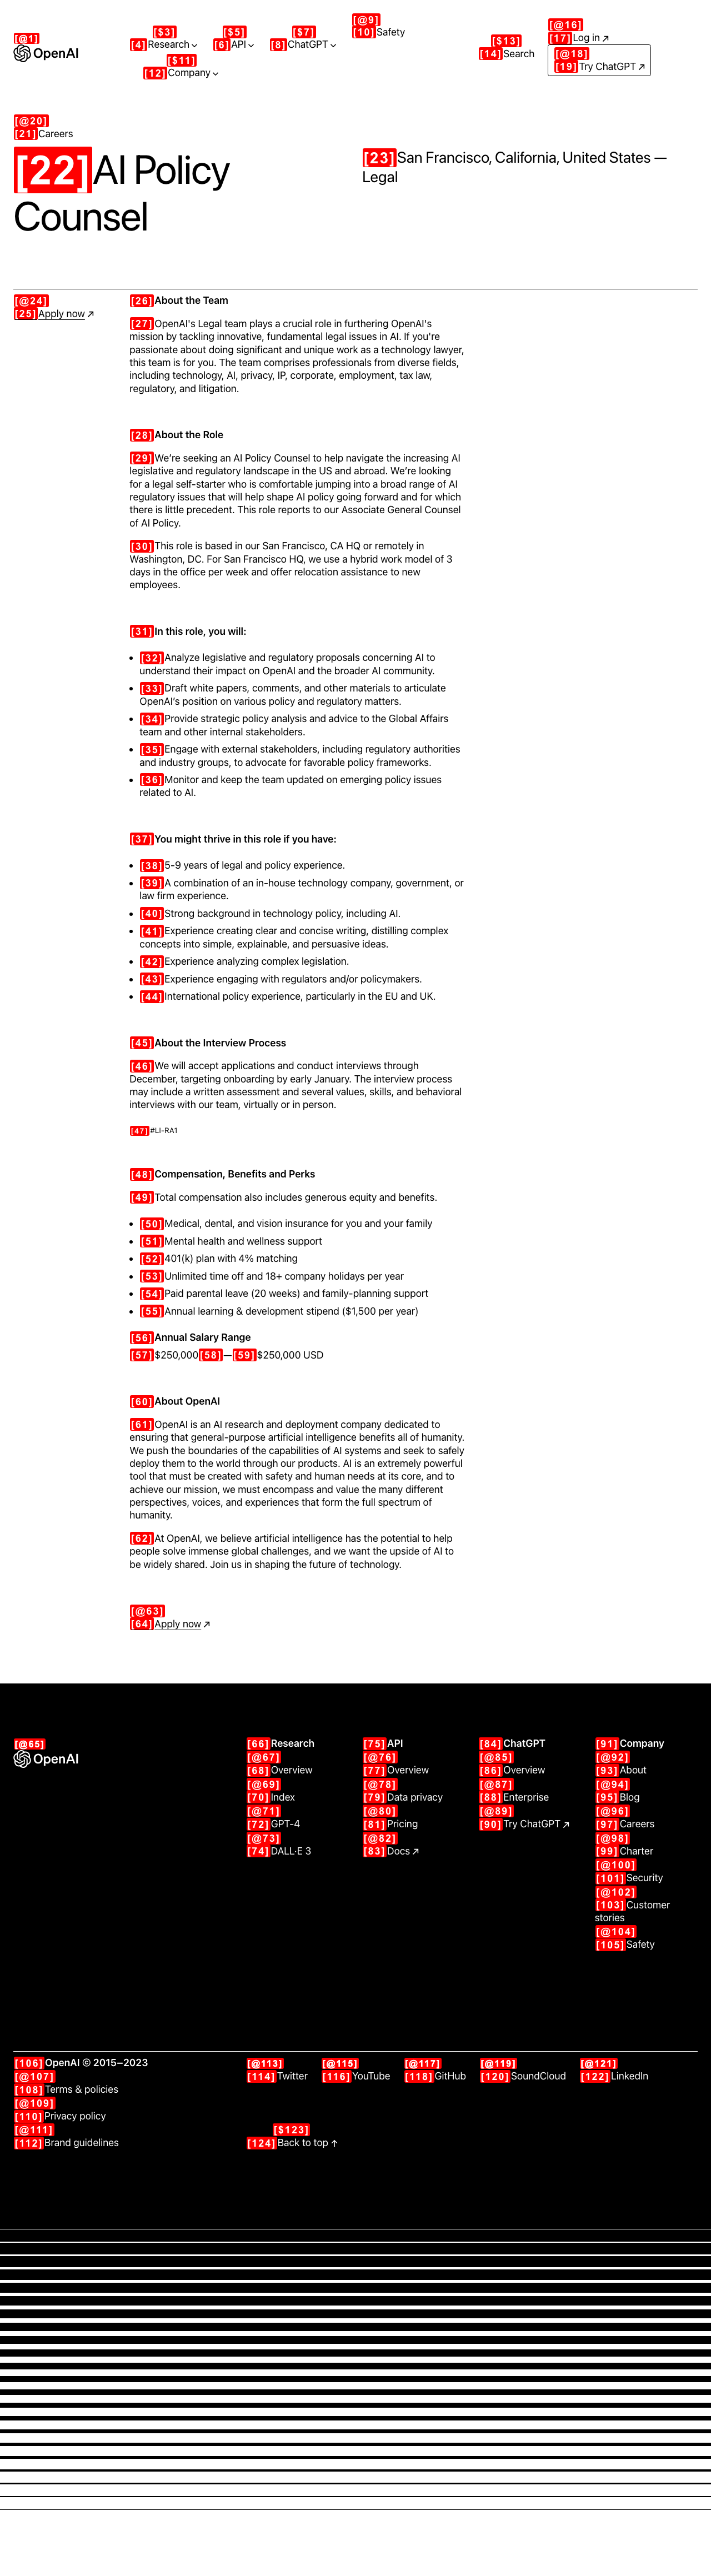 [@1]
OpenAI
[$3]
[4]Research
[$5]
[6]API
[$7]
[8]ChatGPT
[@9]
[10]Safety
[$11]
[12]Company
[$13]
[14]Search
[@16]
[17]Log in ↗
[@18]
[19]Try ChatGPT ↗
[@20]
[21]Careers
[22]AI Policy
Counsel
[23]San Francisco, California, United States —
Legal
[@24]
[25]Apply now ↗
[26]About the Team
[27]OpenAI's Legal team plays a crucial role in furthering OpenAI's
mission by tackling innovative, fundamental legal issues in AI. If you're
passionate about doing significant and unique work as a technology lawyer,
this team is for you. The team comprises professionals from diverse fields,
including technology, AI, privacy, IP, corporate, employment, tax law,
regulatory, and litigation.
[28]About the Role
[29]We're seeking an AI Policy Counsel to help navigate the increasing AI
legislative and regulatory landscape in the US and abroad. We're looking
for a legal self-starter who is comfortable jumping into a broad range of AI
regulatory issues that will help shape AI policy going forward and for which
there is little precedent. This role reports to our Associate General Counsel
of AI Policy.
[30]This role is based in our San Francisco, CA HQ or remotely in
Washington, DC. For San Francisco HQ, we use a hybrid work model of 3
days in the office per week and offer relocation assistance to new
employees.
[31]In this role, you will:
• [32]Analyze legislative and regulatory proposals concerning AI to
understand their impact on OpenAI and the broader AI community.
• [33]Draft white papers, comments, and other materials to articulate
OpenAI's position on various policy and regulatory matters.
• [34]Provide strategic policy analysis and advice to the Global Affairs
team and other internal stakeholders.
• [35]Engage with external stakeholders, including regulatory authorities
and industry groups, to advocate for favorable policy frameworks.
• [36]Monitor and keep the team updated on emerging policy issues
related to AI.
[37]You might thrive in this role if you have:
• [38]5-9 years of legal and policy experience.
• [39]A combination of an in-house technology company, government, or
law firm experience.
• [40]Strong background in technology policy, including AI.
• [41]Experience creating clear and concise writing, distilling complex
concepts into simple, explainable, and persuasive ideas.
• [42]Experience analyzing complex legislation.
• [43]Experience engaging with regulators and/or policymakers.
• [44]International policy experience, particularly in the EU and UK.
[45]About the Interview Process
[46]We will accept applications and conduct interviews through
December, targeting onboarding by early January. The interview process
may include a written assessment and several values, skills, and behavioral
interviews with our team, virtually or in person.
[47]#LI-RA1
[48]Compensation, Benefits and Perks
[49]Total compensation also includes generous equity and benefits.
• [50]Medical, dental, and vision insurance for you and your family
• [51]Mental health and wellness support
• [52]401(k) plan with 4% matching
• [53]Unlimited time off and 18+ company holidays per year
• [54]Paid parental leave (20 weeks) and family-planning support
• [55]Annual learning & development stipend ($1,500 per year)
[56]Annual Salary Range
[57]$250,000[58]—[59]$250,000 USD
[60]About OpenAI
[61]OpenAI is an AI research and deployment company dedicated to
ensuring that general-purpose artificial intelligence benefits all of humanity.
We push the boundaries of the capabilities of AI systems and seek to safely
deploy them to the world through our products. AI is an extremely powerful
tool that must be created with safety and human needs at its core, and to
achieve our mission, we must encompass and value the many different
perspectives, voices, and experiences that form the full spectrum of
humanity.
[62]At OpenAI, we believe artificial intelligence has the potential to help
people solve immense global challenges, and we want the upside of AI to
be widely shared. Join us in shaping the future of technology.
[@63]
[64]Apply now ↗
[@65]
OpenAI
[66]Research
[@67]
[68]Overview
[@69]
[70]Index
[@71]
[72]GPT-4
[@73]
[74]DALL·E 3
[75]API
[@76]
[77]Overview
[@78]
[79]Data privacy
[@80]
[81]Pricing
[@82]
[83]Docs ↗
[84]ChatGPT
[@85]
[86]Overview
[@87]
[88]Enterprise
[@89]
[90]Try ChatGPT ↗
[91]Company
[@92]
[93]About
[@94]
[95]Blog
[@96]
[97]Careers
[@98]
[99]Charter
[@100]
[101]Security
[@102]
[103]Customer
stories
[@104]
[105]Safety
[106]OpenAI © 2015–2023
[@107]
[108]Terms & policies
[@109]
[110]Privacy policy
[@111]
[112]Brand guidelines
[@113]
[114]Twitter
[@115]
[116]YouTube
[@117]
[118]GitHub
[@119]
[120]SoundCloud
[@121]
[122]LinkedIn
[$123]
[124]Back to top ↑